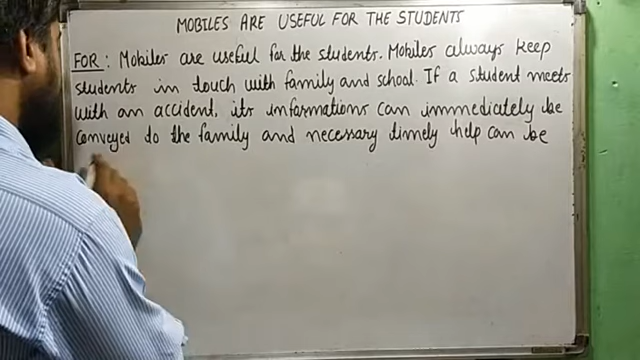 MOBILES ARE USEFUL FOR THE STUDENTS
FOR: Mobiles are useful for the students. Mobiles always keep
students in touch with family and school. If a student meets
with an accident, its informations can immediately be
conveyed to the family and necessary timely help can be